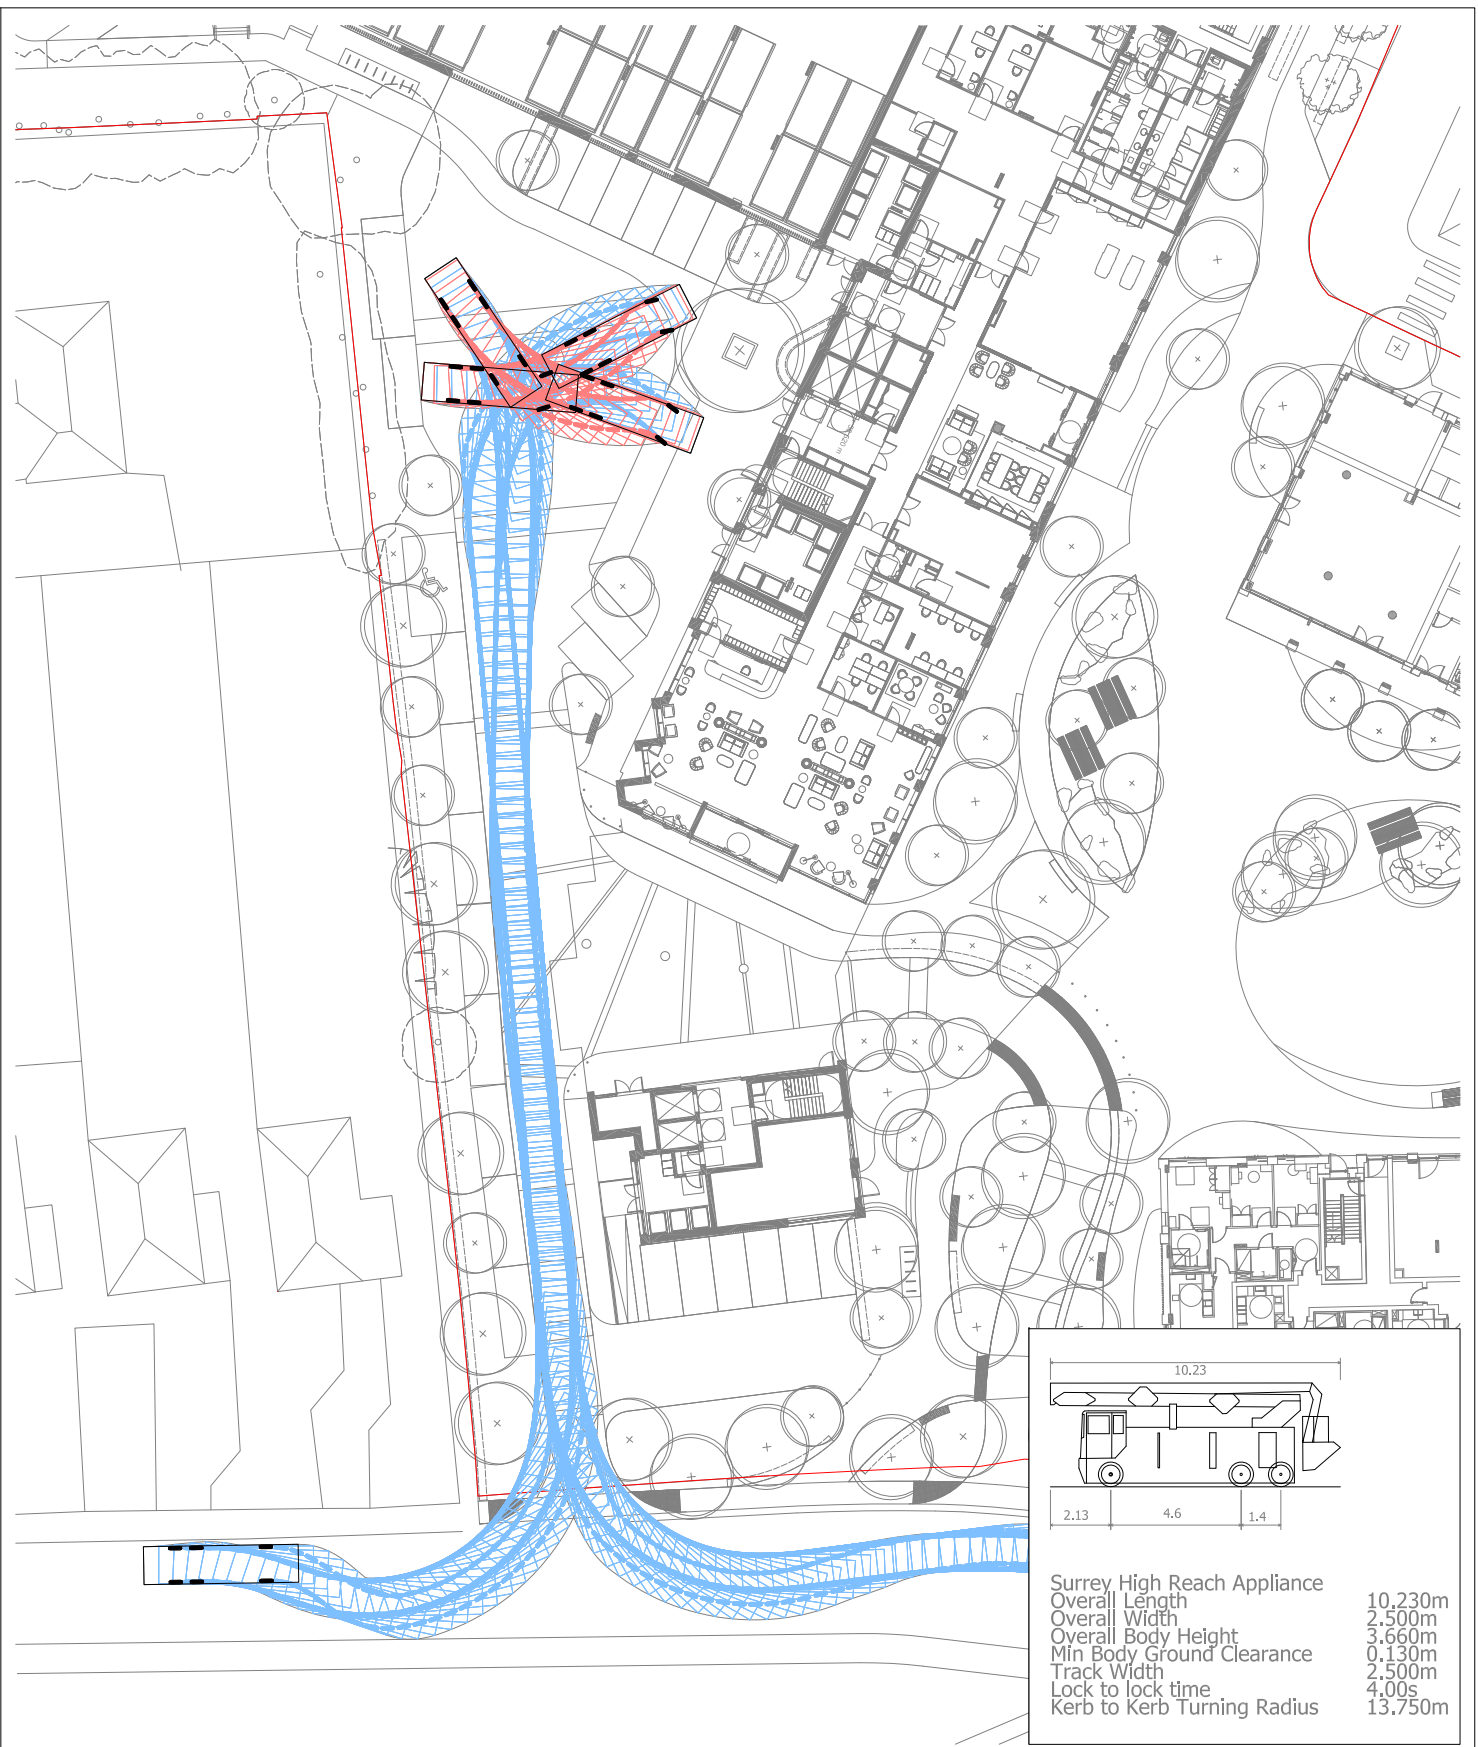 10.23
2.13
4.6
1.4
Surrey High Reach Appliance
Overall Length 10.230m
Overall Width 2.500m
Overall Body Height 3.660m
Min Body Ground Clearance 0.130m
Track Width 2.500m
Lock to lock time 4.00s
Kerb to Kerb Turning Radius 13.750m